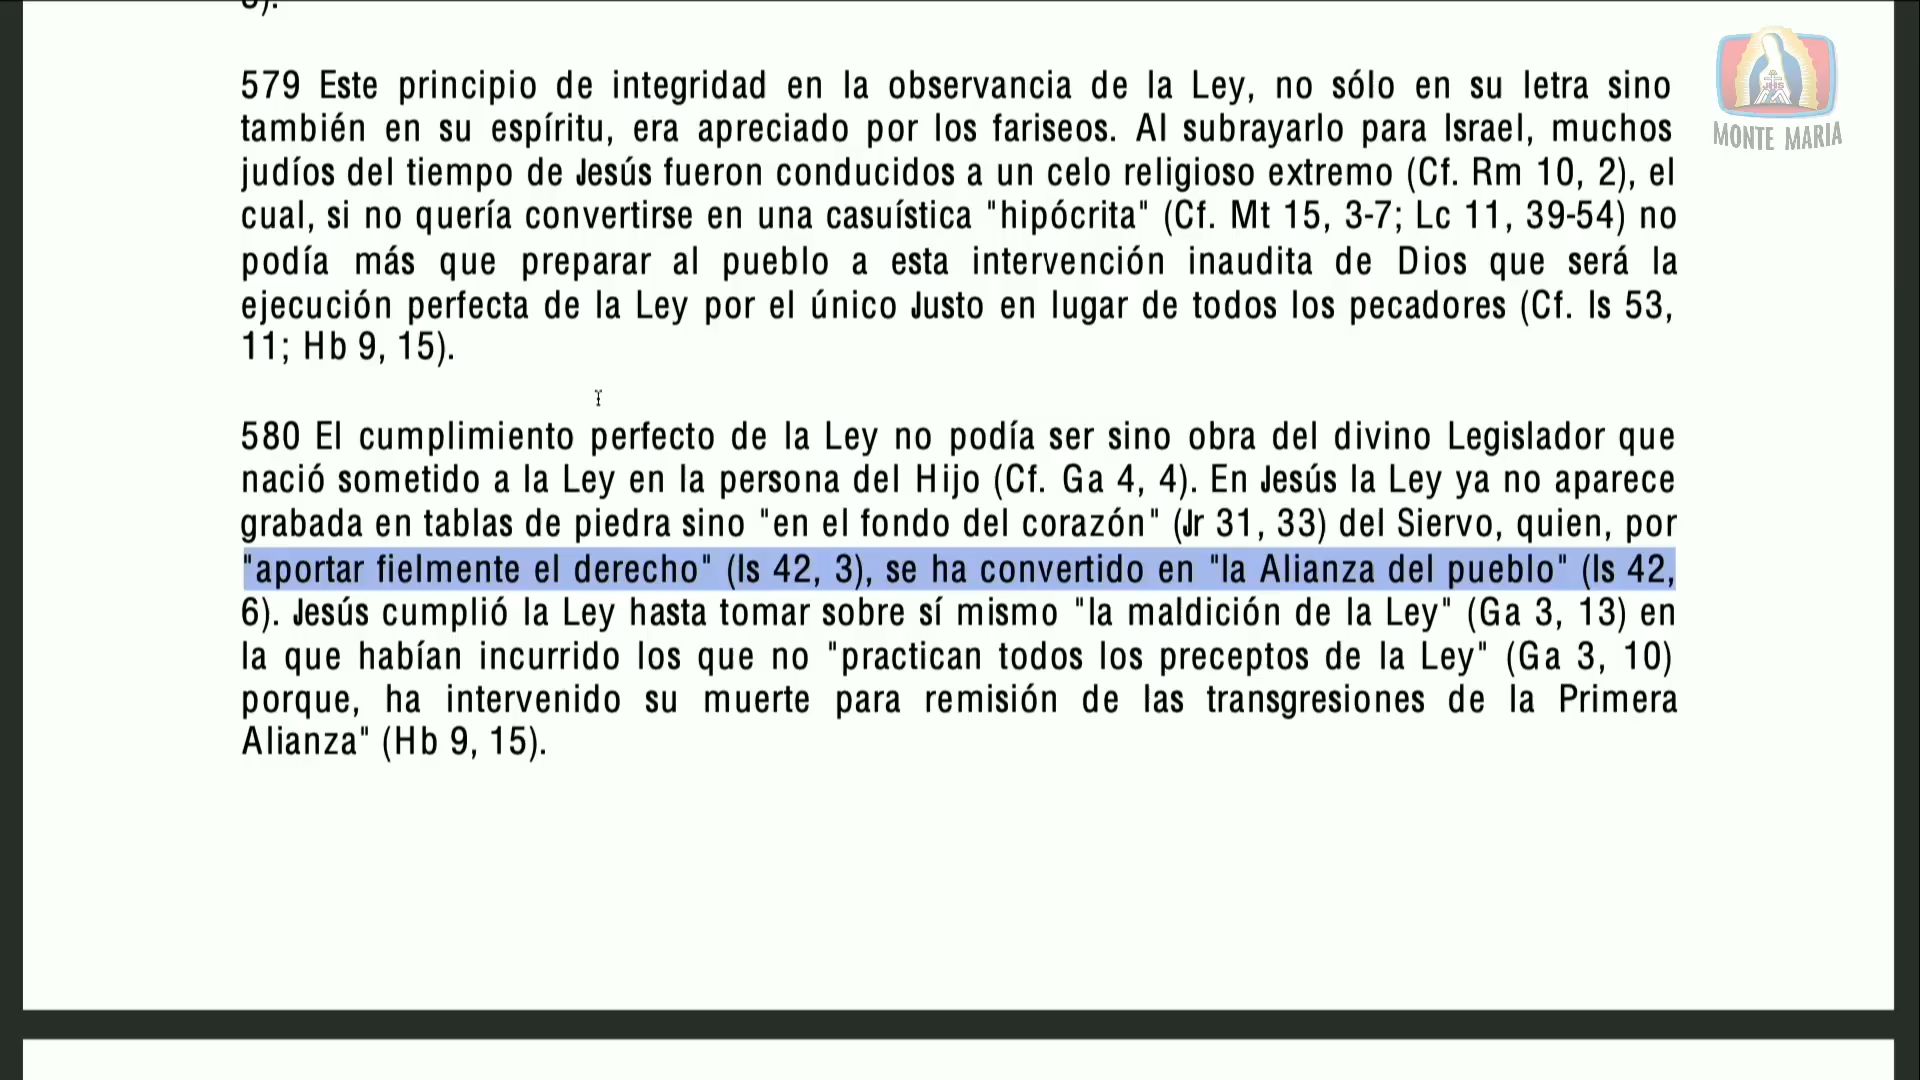 579 Este principio de integridad en la observancia de la Ley, no sólo en su letra sino
también en su espíritu, era apreciado por los fariseos. Al subrayarlo para Israel, muchos
judíos del tiempo de Jesús fueron conducidos a un celo religioso extremo (Cf. Rm 10, 2), el
cual, si no quería convertirse en una casuística "hipócrita" (Cf. Mt 15, 3-7; Lc 11, 39-54) no
podía más que preparar al pueblo a esta intervención inaudita de Dios que será la
ejecución perfecta de la Ley por el único Justo en lugar de todos los pecadores (Cf. Is 53,
11; Hb 9, 15).
580 El cumplimiento perfecto de la Ley no podía ser sino obra del divino Legislador que
nació sometido a la Ley en la persona del Hijo (Cf. Ga 4, 4). En Jesús la Ley ya no aparece
grabada en tablas de piedra sino "en el fondo del corazón" (Jr 31, 33) del Siervo, quien, por
"aportar fielmente el derecho" (Is 42, 3), se ha convertido en "la Alianza del pueblo" (Is 42,
6). Jesús cumplió la Ley hasta tomar sobre sí mismo "la maldición de la Ley" (Ga 3, 13) en
la que habían incurrido los que no "practican todos los preceptos de la Ley" (Ga 3, 10)
porque, ha intervenido su muerte para remisión de las transgresiones de la Primera
Alianza" (Hb 9, 15).
JHS
MONTE MARIA